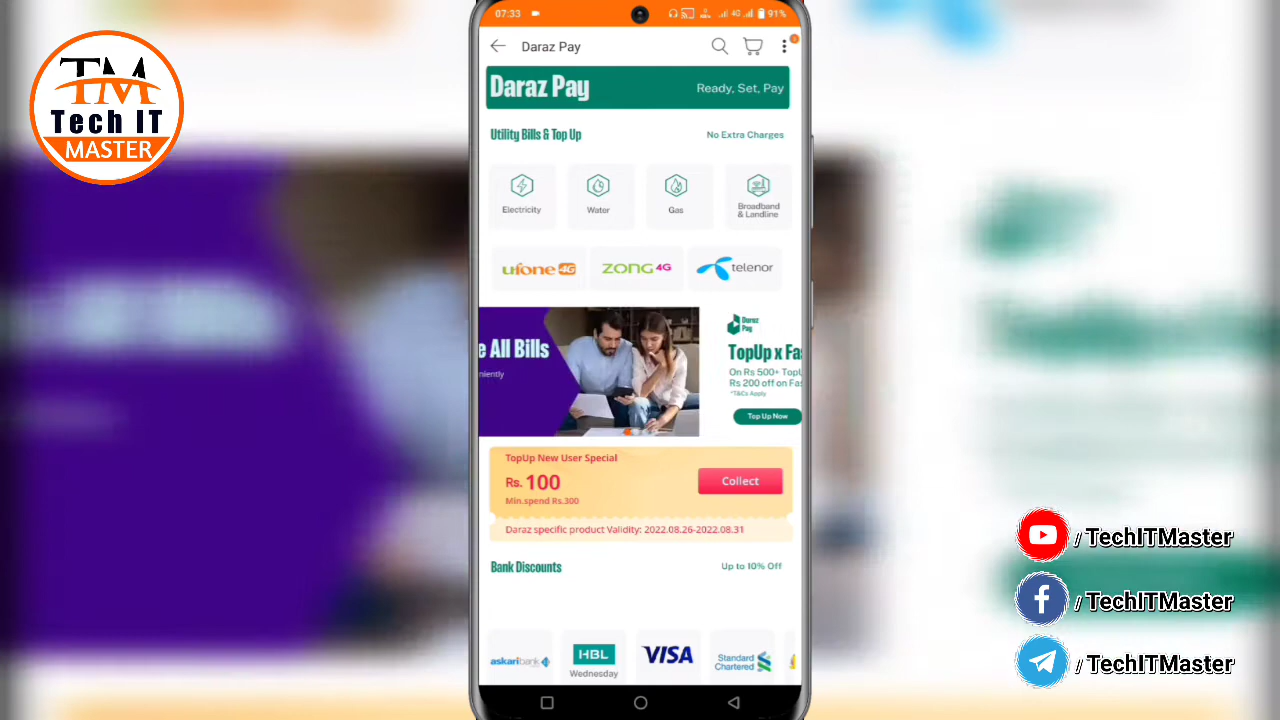 07:33
4G
91%
Daraz Pay
Daraz Pay
Ready, Set, Pay
Utility Bills & Top Up
No Extra Charges
Electricity
Water
Gas
Broadband
& Landline
ufone 4G
ZONG 4G
telenor
e All Bills
niently
Daraz
Pay
TopUp x Fas
On Rs 500+ TopU
Rs 200 off on Fas
*T&Cs Apply
Top Up Now
TopUp New User Special
Rs. 100
Min.spend Rs.300
Collect
Daraz specific product Validity: 2022.08.26-2022.08.31
Bank Discounts
Up to 10% Off
askaribank
HBL
Wednesday
VISA
Standard
Chartered
TM
Tech IT
MASTER
/ TechITMaster
/ TechITMaster
/ TechITMaster